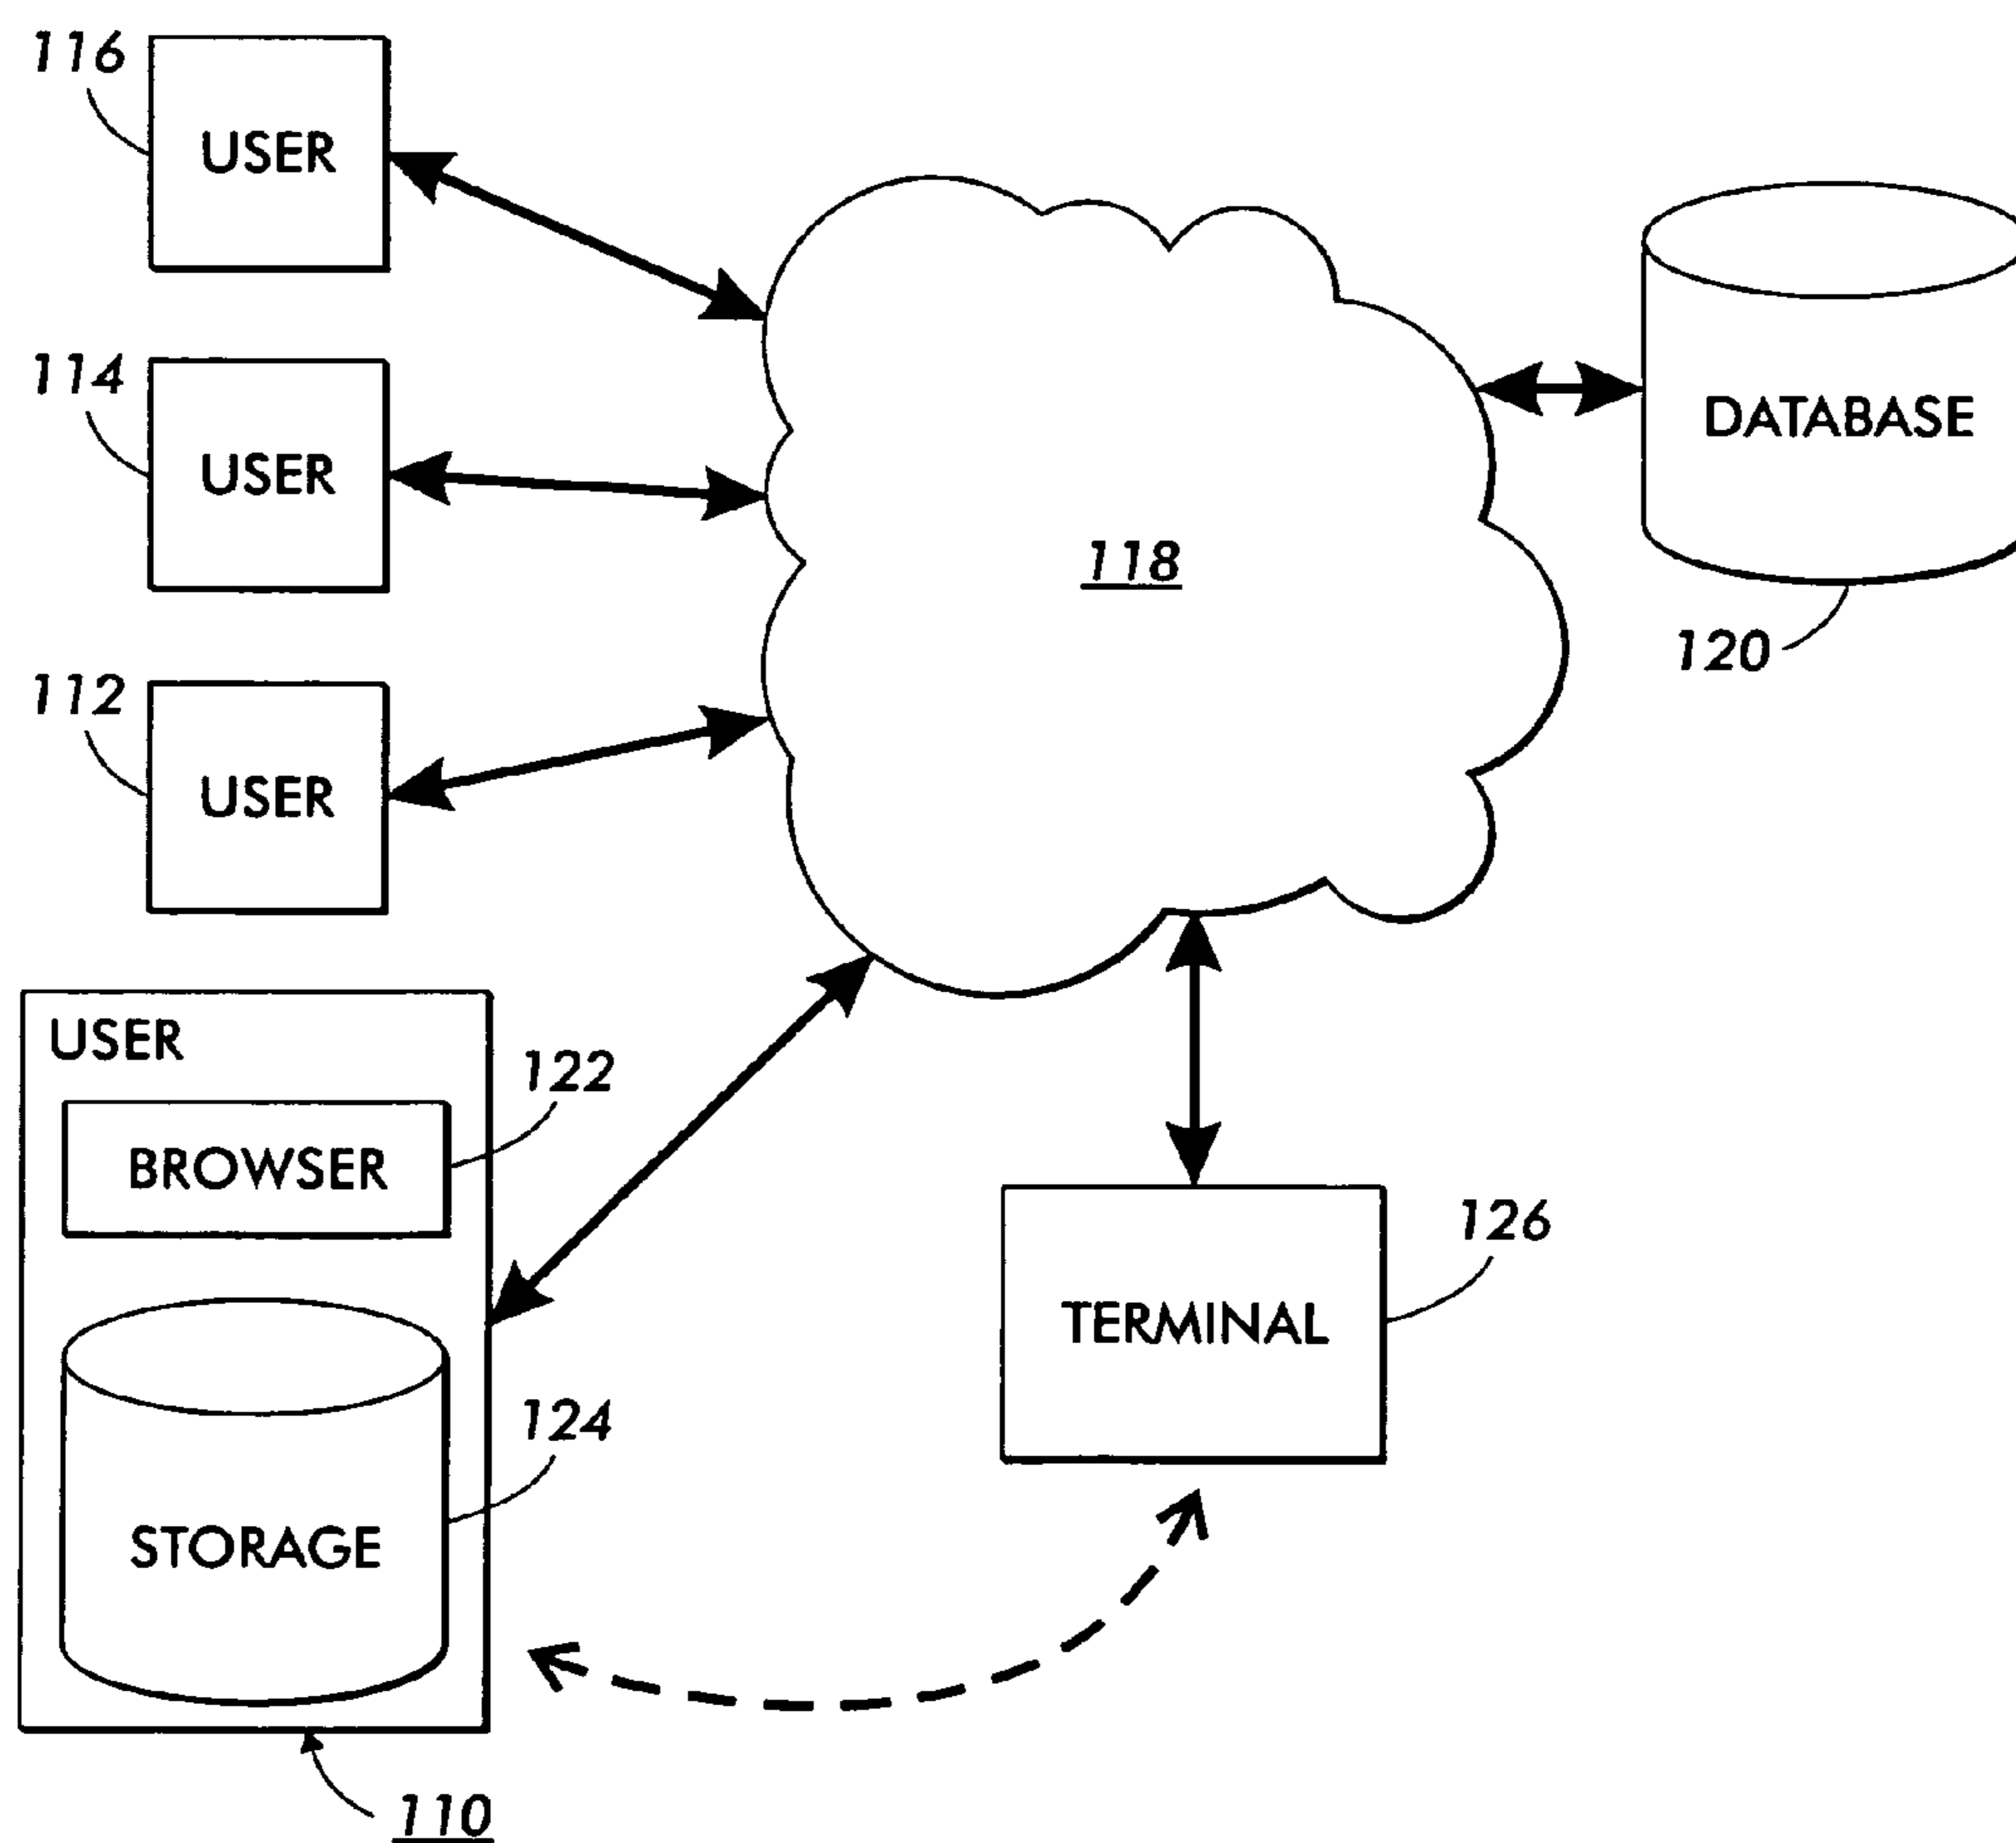 116
USER
114
USER
DATABASE
118
120
112
USER
USER
122
BROWSER
126
TERMINAL
124
STORAGE
110